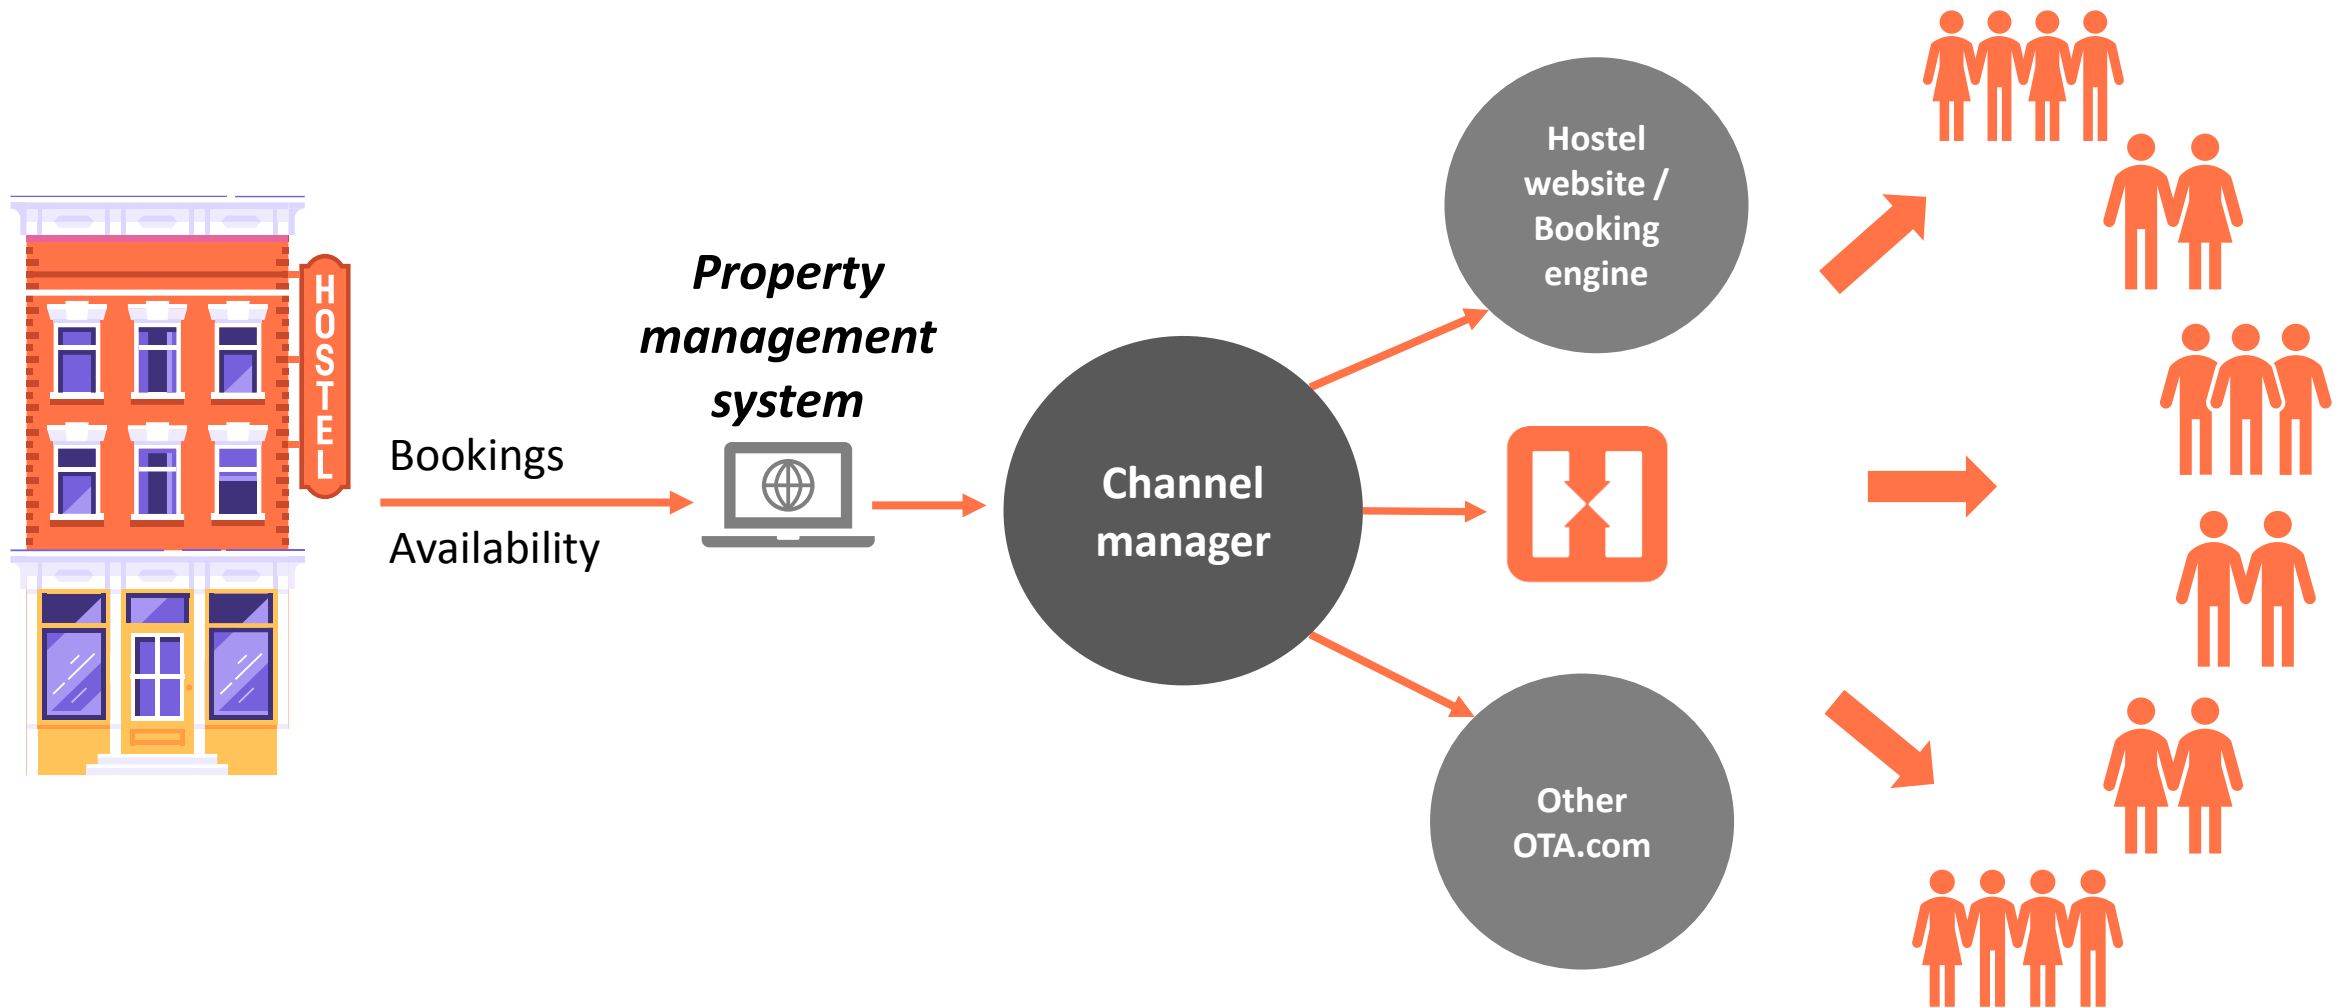 HOSTEL
Bookings
Availability
Property
management
system
Channel
manager
Hostel
website /
Booking
engine
Other
OTA.com